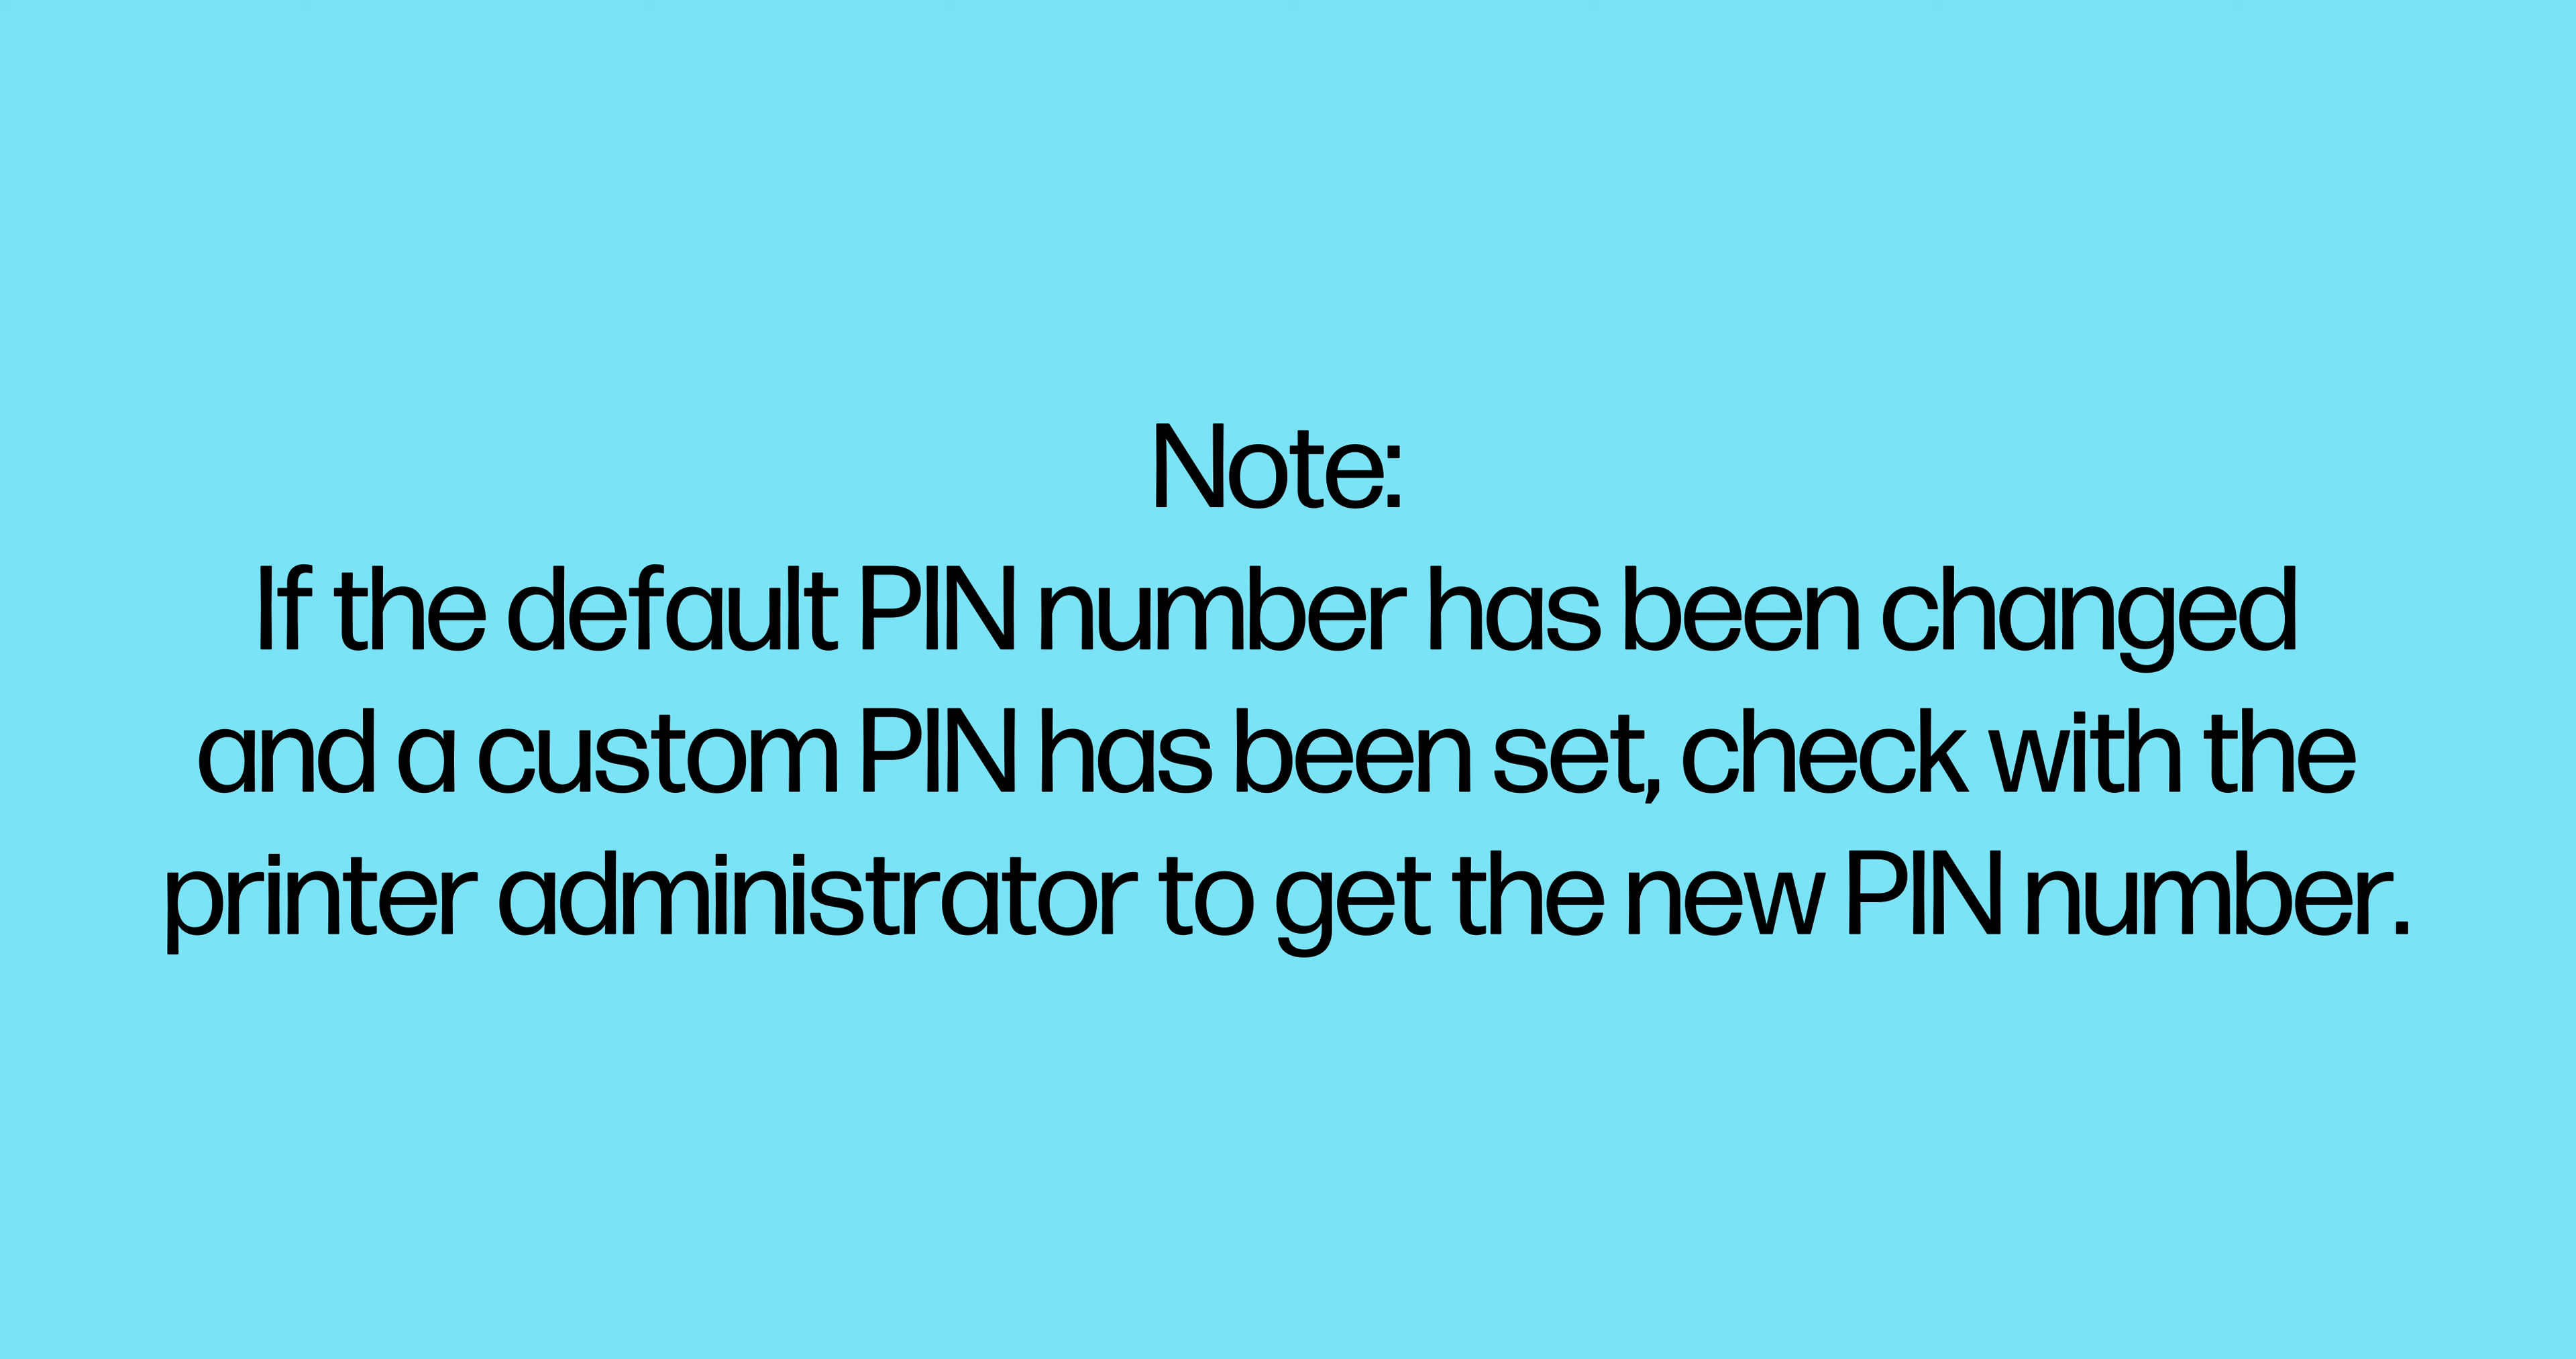 Note:
If the default PIN number has been changed
and a custom PIN has been set, check with the
printer administrator to get the new PIN number.